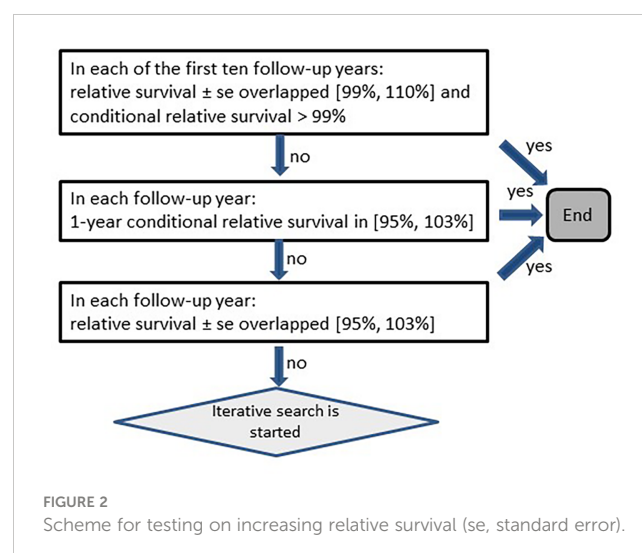 In each of the first ten follow-up years:
relative survival ± se overlapped [99%, 110%] and
conditional relative survival > 99%
yes
no
In each follow-up year:
1-year conditional relative survival in [95%, 103%]
yes
End
no
yes
In each follow-up year:
relative survival ± se overlapped [95%, 103%]
no
Iterative search is
started
FIGURE 2
Scheme for testing on increasing relative survival (se, standard error).